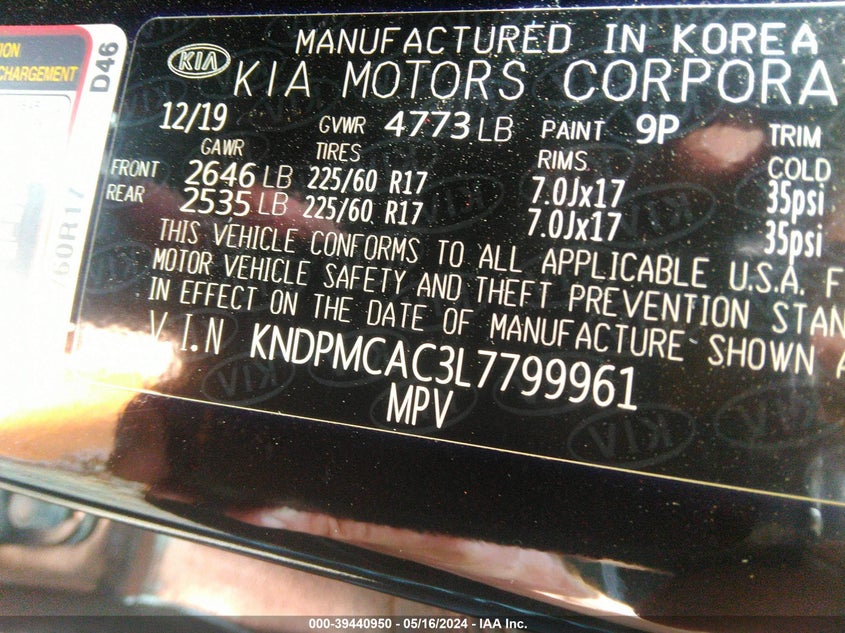 ION
CHARGEMENT
D46
/60R17
MANUFACTURED IN KOREA
KIA
KIA MOTORS CORPORA
12/19 GVWR 4773 LB PAINT 9P TRIM
GAWR TIRES RIMS COLD
FRONT 2646 LB 225/60 R17 7.0Jx17 35psi
REAR 2535 LB 225/60 R17 7.0Jx17 35psi
THIS VEHICLE CONFORMS TO ALL APPLICABLE U.S.A. F
MOTOR VEHICLE SAFETY AND THEFT PREVENTION STAN
IN EFFECT ON THE DATE OF MANUFACTURE SHOWN A
V.I.N KNDPMCAC3L7799961
MPV
000-39440950 - 05/16/2024 - IAA Inc.